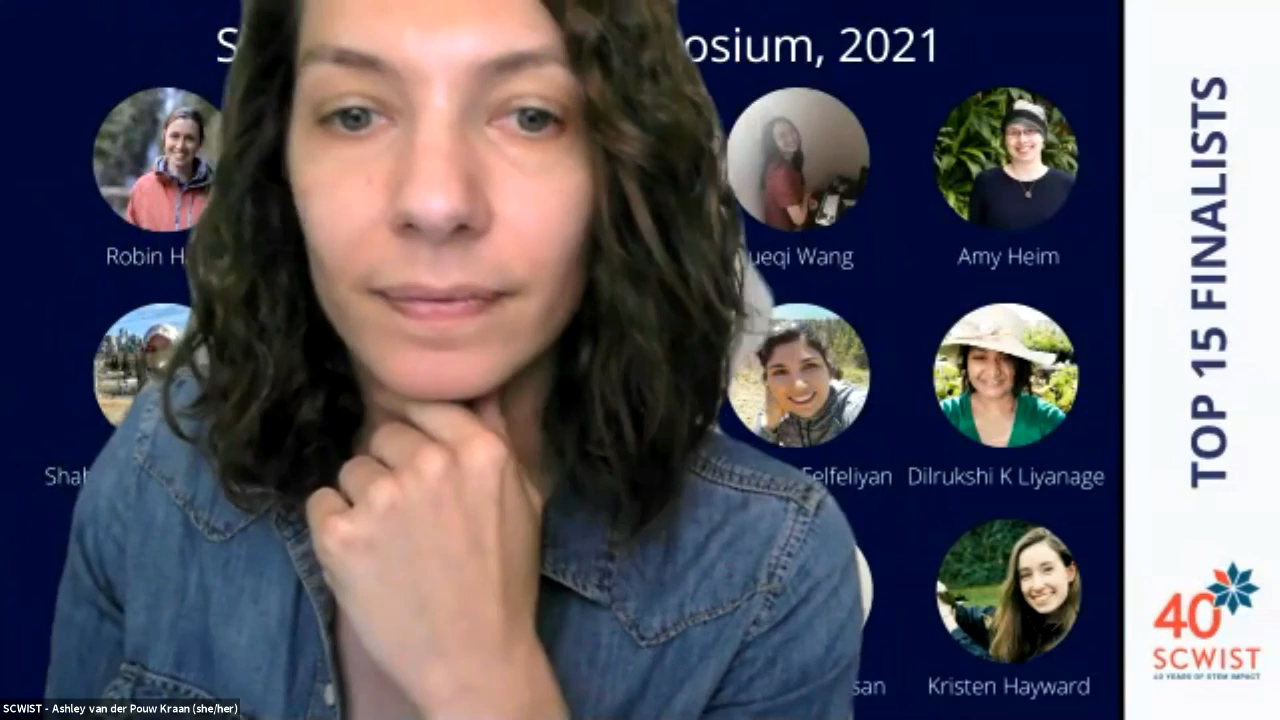 S osium, 2021
Robin H
ueqi Wang
Amy Heim
Shah
Felfeliyan
Dilrukshi K Liyanage
san
Kristen Hayward
TOP 15 FINALISTS
40
SCWIST
40 YEARS OF STEM IMPACT
SCWIST - Ashley van der Pouw Kraan (she/her)